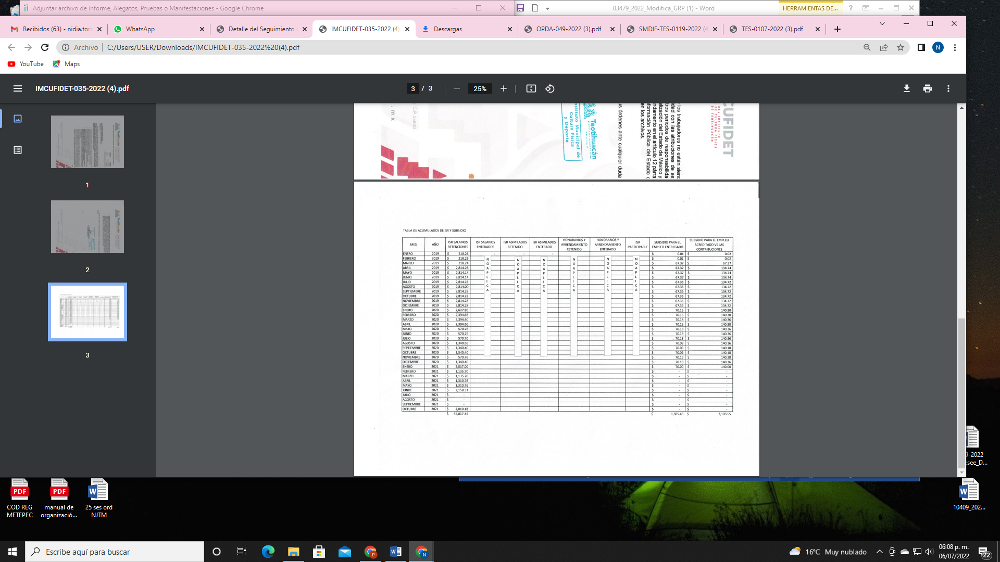 Adjuntar archivo de Informe, Alegatos, Pruebas o Manifestaciones - Google Chrome
03479_2022_Modifica_GRP (1) - Word
HERRAMIENTAS DE...
Recibidos (63) - nidia.torr
WhatsApp
Detalle del Seguimiento
IMCUFIDET-035-2022 (4)
Descargas
OPDA-049-2022 (3).pdf
SMDIF-TES-0119-2022 (4
TES-0107-2022 (3).pdf
Archivo
C:/Users/USER/Downloads/IMCUFIDET-035-2022%20(4).pdf
N
YouTube
Maps
IMCUFIDET-035-2022 (4).pdf
3 / 3
25%
1
2
3
- m x
C.P. 55800
Instituto Municipal de
Cultura Física
y Deporte
Teotihuacán
us órdenes ante cualquier duda
los trabajadores no están sienc
idad con las atribuciones de es
tros periodos de responsabilida
alización del Estado de México y
ndamento en el artículo 12 párra
nformación Pública del Estado
en los archivos.
CUFIDET
DEL INSTITUTO
DE CULTURA FÍSICA
DE TEOTIHUACÁN
TABLA DE ACUMULADOS DE ISR Y SUBSIDIO
MES AÑO ISR SALARIOS RETENCIONES ISR SALARIOS ENTERADOS ISR ASIMILADOS RETENIDO ISR ASIMILADOS ENTERADO HONORARIOS Y ARRENDAMIENTO RETENIDO HONORARIOS Y ARRENDAMIENTO ENTERADO ISR PARTICIPABLE SUBSIDIO PARA EL EMPLEO ENTREGADO SUBSIDIO PARA EL EMPLEO ACREDITADO VS LAS CONTRIBUCIONES
ENERO 2019 $ 218.26 - - - $ 0.01 $ 0.02
FEBRERO 2019 $ 218.26 $ 0.01 $ 0.02
MARZO 2019 $ 218.24 $ 67.37 $ 67.37
ABRIL 2019 $ 2,814.28 $ 67.37 $ 134.74
MAYO 2019 $ 2,814.14 $ 67.37 $ 134.74
JUNIO 2019 $ 2,814.14 $ 67.37 $ 134.74
JULIO 2019 $ 2,814.28 $ 67.36 $ 134.72
AGOSTO 2019 $ 2,814.00 $ 67.36 $ 134.72
SEPTIEMBRE 2019 $ 2,814.28 $ 67.36 $ 134.72
OCTUBRE 2019 $ 2,814.28 $ 67.36 $ 134.72
NOVIEMBRE 2019 $ 2,814.28 $ 67.36 $ 134.72
DICIEMBRE 2019 $ 2,814.28 $ 67.36 $ 134.72
ENERO 2020 $ 2,627.86 $ 70.15 $ 140.30
FEBRERO 2020 $ 2,394.66 $ 70.15 $ 140.30
MARZO 2020 $ 2,394.40 $ 70.18 $ 140.36
ABRIL 2020 $ 2,394.66 $ 70.15 $ 140.30
MAYO 2020 $ 570.76 $ 70.18 $ 140.36
JUNIO 2020 $ 570.76 $ 70.18 $ 140.36
JULIO 2020 $ 570.70 $ 70.18 $ 140.36
AGOSTO 2020 $ 1,340.56 $ 70.08 $ 140.16
SEPTIEMBRE 2020 $ 1,340.40 $ 70.09 $ 140.18
OCTUBRE 2020 $ 1,340.40 $ 70.09 $ 140.18
NOVIEMBRE 2020 $ 570.76 $ 70.19 $ 140.38
DICIEMBRE 2020 $ 1,340.40 $ 70.18 $ 140.36
ENERO 2021 $ 2,517.00 $ 70.00 $ 140.00
FEBRERO 2021 $ 1,135.70 $ - $ -
MARZO 2021 $ 1,135.70 $ - $ -
ABRIL 2021 $ 1,310.76 $ - $ -
MAYO 2021 $ 1,310.76 $ - $ -
JUNIO 2021 $ 2,158.31 $ - $ -
JULIO 2021 $ - $ - $ -
AGOSTO 2021 $ - $ - $ -
SEPTIEMBRE 2021 $ - $ - $ -
OCTUBRE 2021 $ 2,010.18 $ - $ -
$ 55,017.45 $ 1,585.46 $ 3,103.55
NO APLICA
NO APLICA
NO APLICA
NO APLICA
NO APLICA
NO APLICA
9-2022
esee_D...
COD REG
METEPEC
manual de
organizació...
25 ses ord
NJTM
10409_202...
Escribe aquí para buscar
16°C Muy nublado
06:08 p. m.
06/07/2022
22